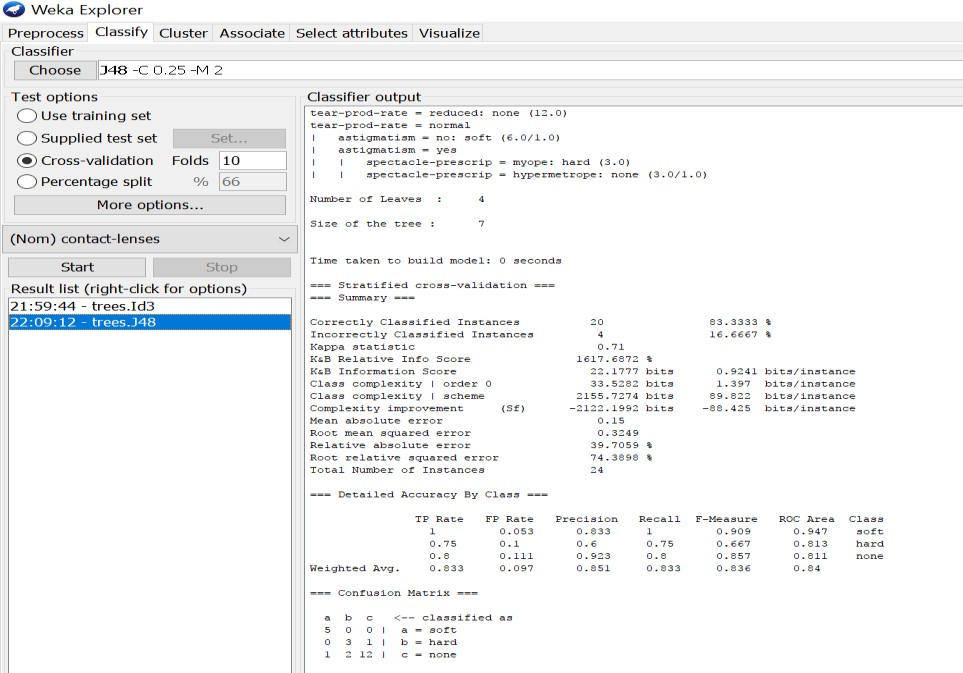 Weka Explorer
Preprocess Classify Cluster Associate Select attributes Visualize
Classifier
Choose J48 -C 0.25 -M 2
Test options
Use training set
Supplied test set Set...
Cross-validation Folds 10
Percentage split % 66
More options...
(Nom) contact-lenses
Start Stop
Result list (right-click for options)
21:59:44 - trees.Id3
22:09:12 - trees.J48
Classifier output
tear-prod-rate = reduced: none (12.0)
tear-prod-rate = normal
|   astigmatism = no: soft (6.0/1.0)
|   astigmatism = yes
|   |   spectacle-prescrip = myope: hard (3.0)
|   |   spectacle-prescrip = hypermetrope: none (3.0/1.0)
Number of Leaves  :     4
Size of the tree :     7
Time taken to build model: 0 seconds
=== Stratified cross-validation ===
=== Summary ===
Correctly Classified Instances          20               83.3333 %
Incorrectly Classified Instances         4               16.6667 %
Kappa statistic                          0.71
K&B Relative Info Score               1617.6872 %
K&B Information Score                   22.1777 bits      0.9241 bits/instance
Class complexity | order 0              33.5282 bits      1.397  bits/instance
Class complexity | scheme             2155.7274 bits     89.822  bits/instance
Complexity improvement     (Sf)      -2122.1992 bits    -88.425  bits/instance
Mean absolute error                      0.15
Root mean squared error                  0.3249
Relative absolute error                 39.7059 %
Root relative squared error             74.3898 %
Total Number of Instances               24
=== Detailed Accuracy By Class ===
TP Rate   FP Rate   Precision   Recall  F-Measure   ROC Area  Class
1         0.053      0.833     1         0.909      0.947    soft
0.75      0.1        0.6       0.75      0.667      0.813    hard
0.8       0.111      0.923     0.8       0.857      0.811    none
Weighted Avg.    0.833     0.097      0.851     0.833     0.836      0.84
=== Confusion Matrix ===
a  b  c   <-- classified as
5  0  0 |  a = soft
0  3  1 |  b = hard
1  2 12 |  c = none